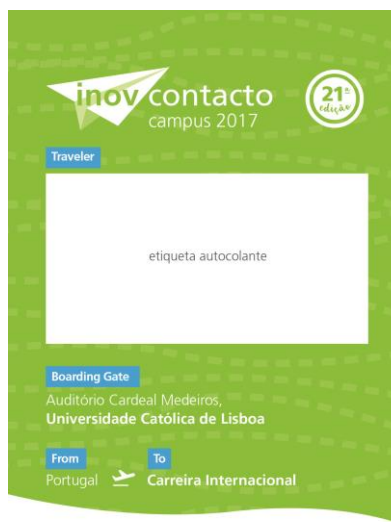 inov contacto
campus 2017
21ª
edição
Traveler
etiqueta autocolante
Boarding Gate
Auditório Cardeal Medeiros,
Universidade Católica de Lisboa
From To
Portugal Carreira Internacional